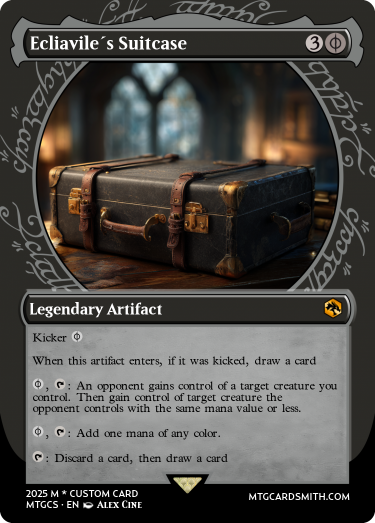 Ecliavile´s Suitcase
3
Legendary Artifact
Kicker
When this artifact enters, if it was kicked, draw a card
, : An opponent gains control of a target creature you
control. Then gain control of target creature the
opponent controls with the same mana value or less.
, : Add one mana of any color.
: Discard a card, then draw a card
2025 M * CUSTOM CARD
MTGCS · EN Alex Cine
MTGCARDSMITH.COM